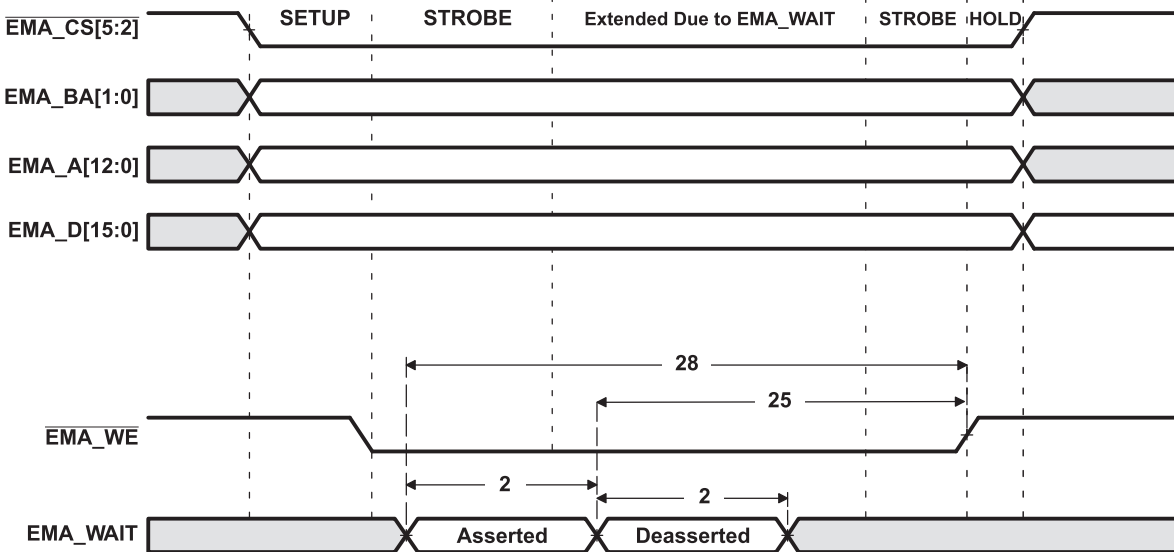 SETUP STROBE Extended Due to EMA_WAIT STROBE HOLD
EMA_CS[5:2]
EMA_BA[1:0]
EMA_A[12:0]
EMA_D[15:0]
28
25
EMA_WE
2
2
EMA_WAIT Asserted Deasserted